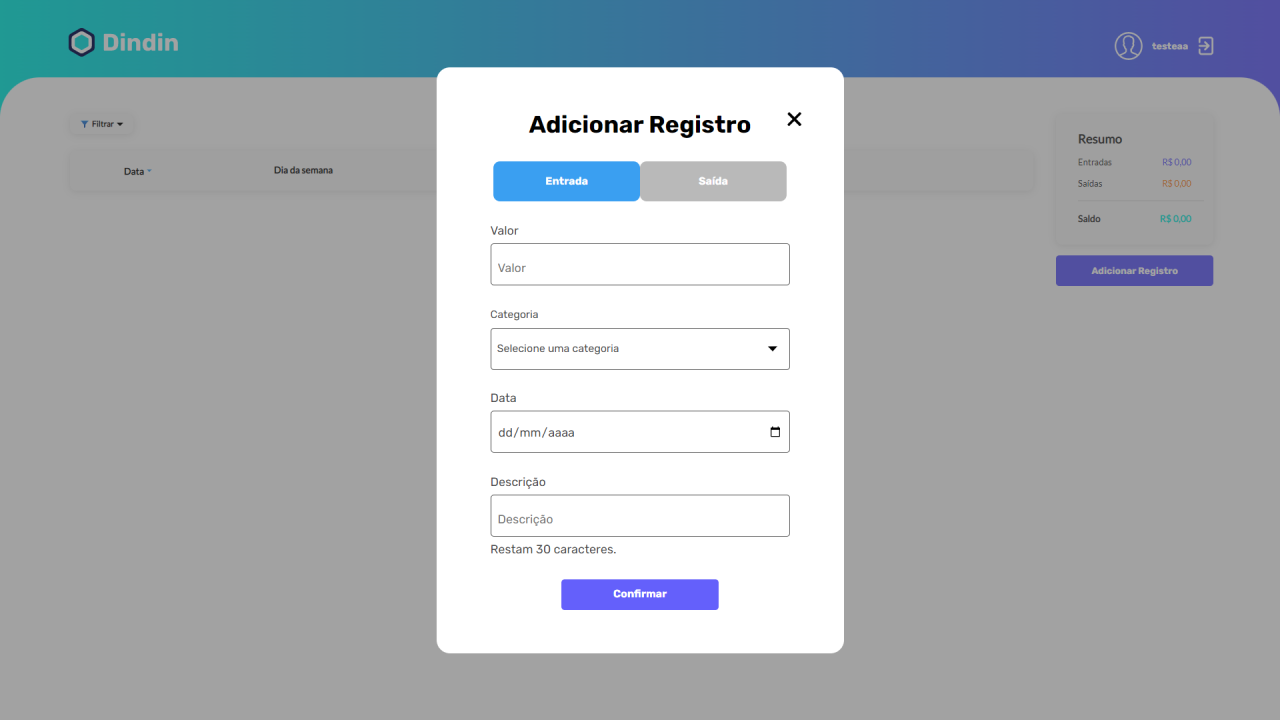 Dindin
testeaa
Adicionar Registro
Filtrar
Data
Dia da semana
Entrada
Saída
Valor
Valor
Categoria
Selecione uma categoria
Data
dd/mm/aaaa
Descrição
Descrição
Restam 30 caracteres.
Confirmar
Resumo
Entradas R$ 0,00
Saídas R$ 0,00
Saldo R$ 0,00
Adicionar Registro